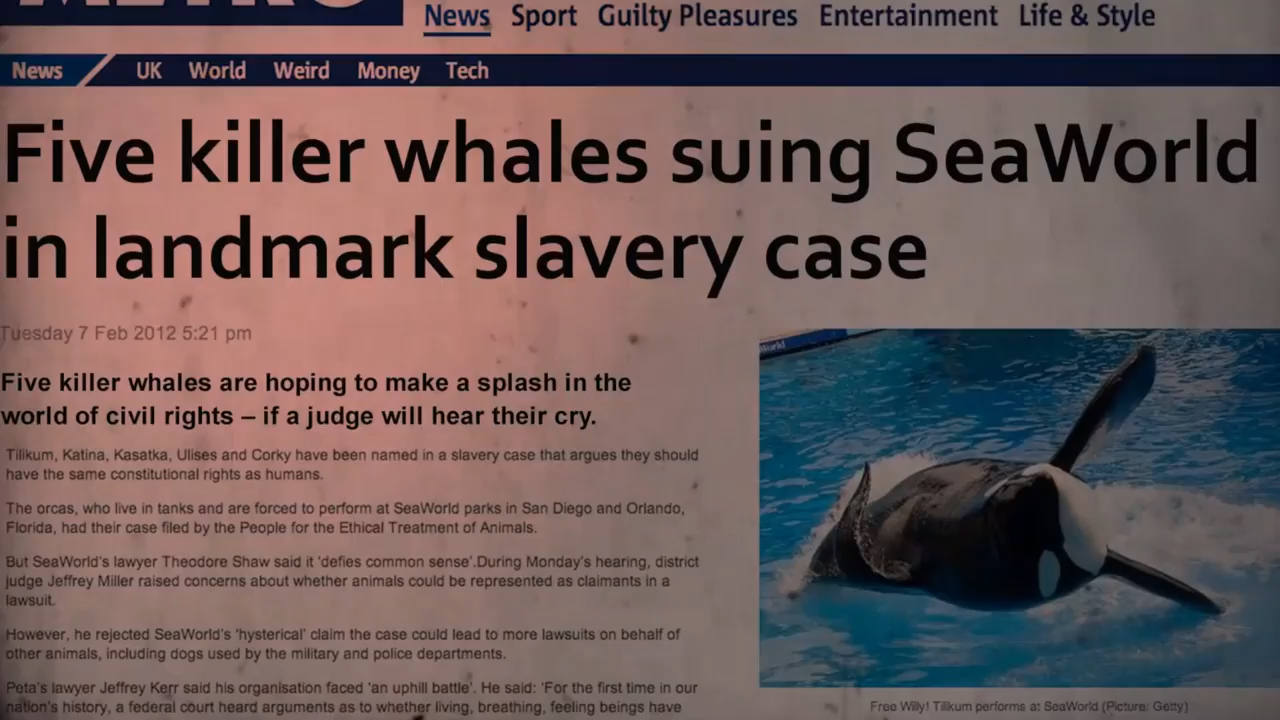 METRO
News Sport Guilty Pleasures Entertainment Life & Style
News UK World Weird Money Tech
Five killer whales suing SeaWorld
in landmark slavery case
Tuesday 7 Feb 2012 5:21 pm
Five killer whales are hoping to make a splash in the
world of civil rights – if a judge will hear their cry.
Tilikum, Katina, Kasatka, Ulises and Corky have been named in a slavery case that argues they should
have the same constitutional rights as humans.
The orcas, who live in tanks and are forced to perform at SeaWorld parks in San Diego and Orlando,
Florida, had their case filed by the People for the Ethical Treatment of Animals.
But SeaWorld's lawyer Theodore Shaw said it 'defies common sense'.During Monday's hearing, district
judge Jeffrey Miller raised concerns about whether animals could be represented as claimants in a
lawsuit.
However, he rejected SeaWorld's 'hysterical' claim the case could lead to more lawsuits on behalf of
other animals, including dogs used by the military and police departments.
Peta's lawyer Jeffrey Kerr said his organisation faced 'an uphill battle'. He said: 'For the first time in our
nation's history, a federal court heard arguments as to whether living, breathing, feeling beings have
World
Free Willy! Tilikum performs at SeaWorld (Picture: Getty)